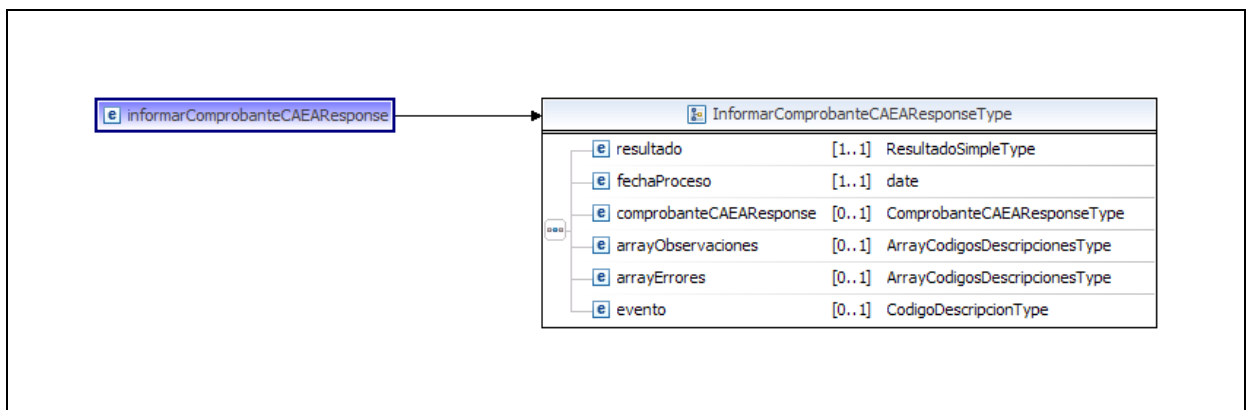 e informarComprobanteCAEAResponse
InformarComprobanteCAEAResponseType
e resultado [1..1] ResultadoSimpleType
e fechaProceso [1..1] date
e comprobanteCAEAResponse [0..1] ComprobanteCAEAResponseType
e arrayObservaciones [0..1] ArrayCodigosDescripcionesType
e arrayErrores [0..1] ArrayCodigosDescripcionesType
e evento [0..1] CodigoDescripcionType